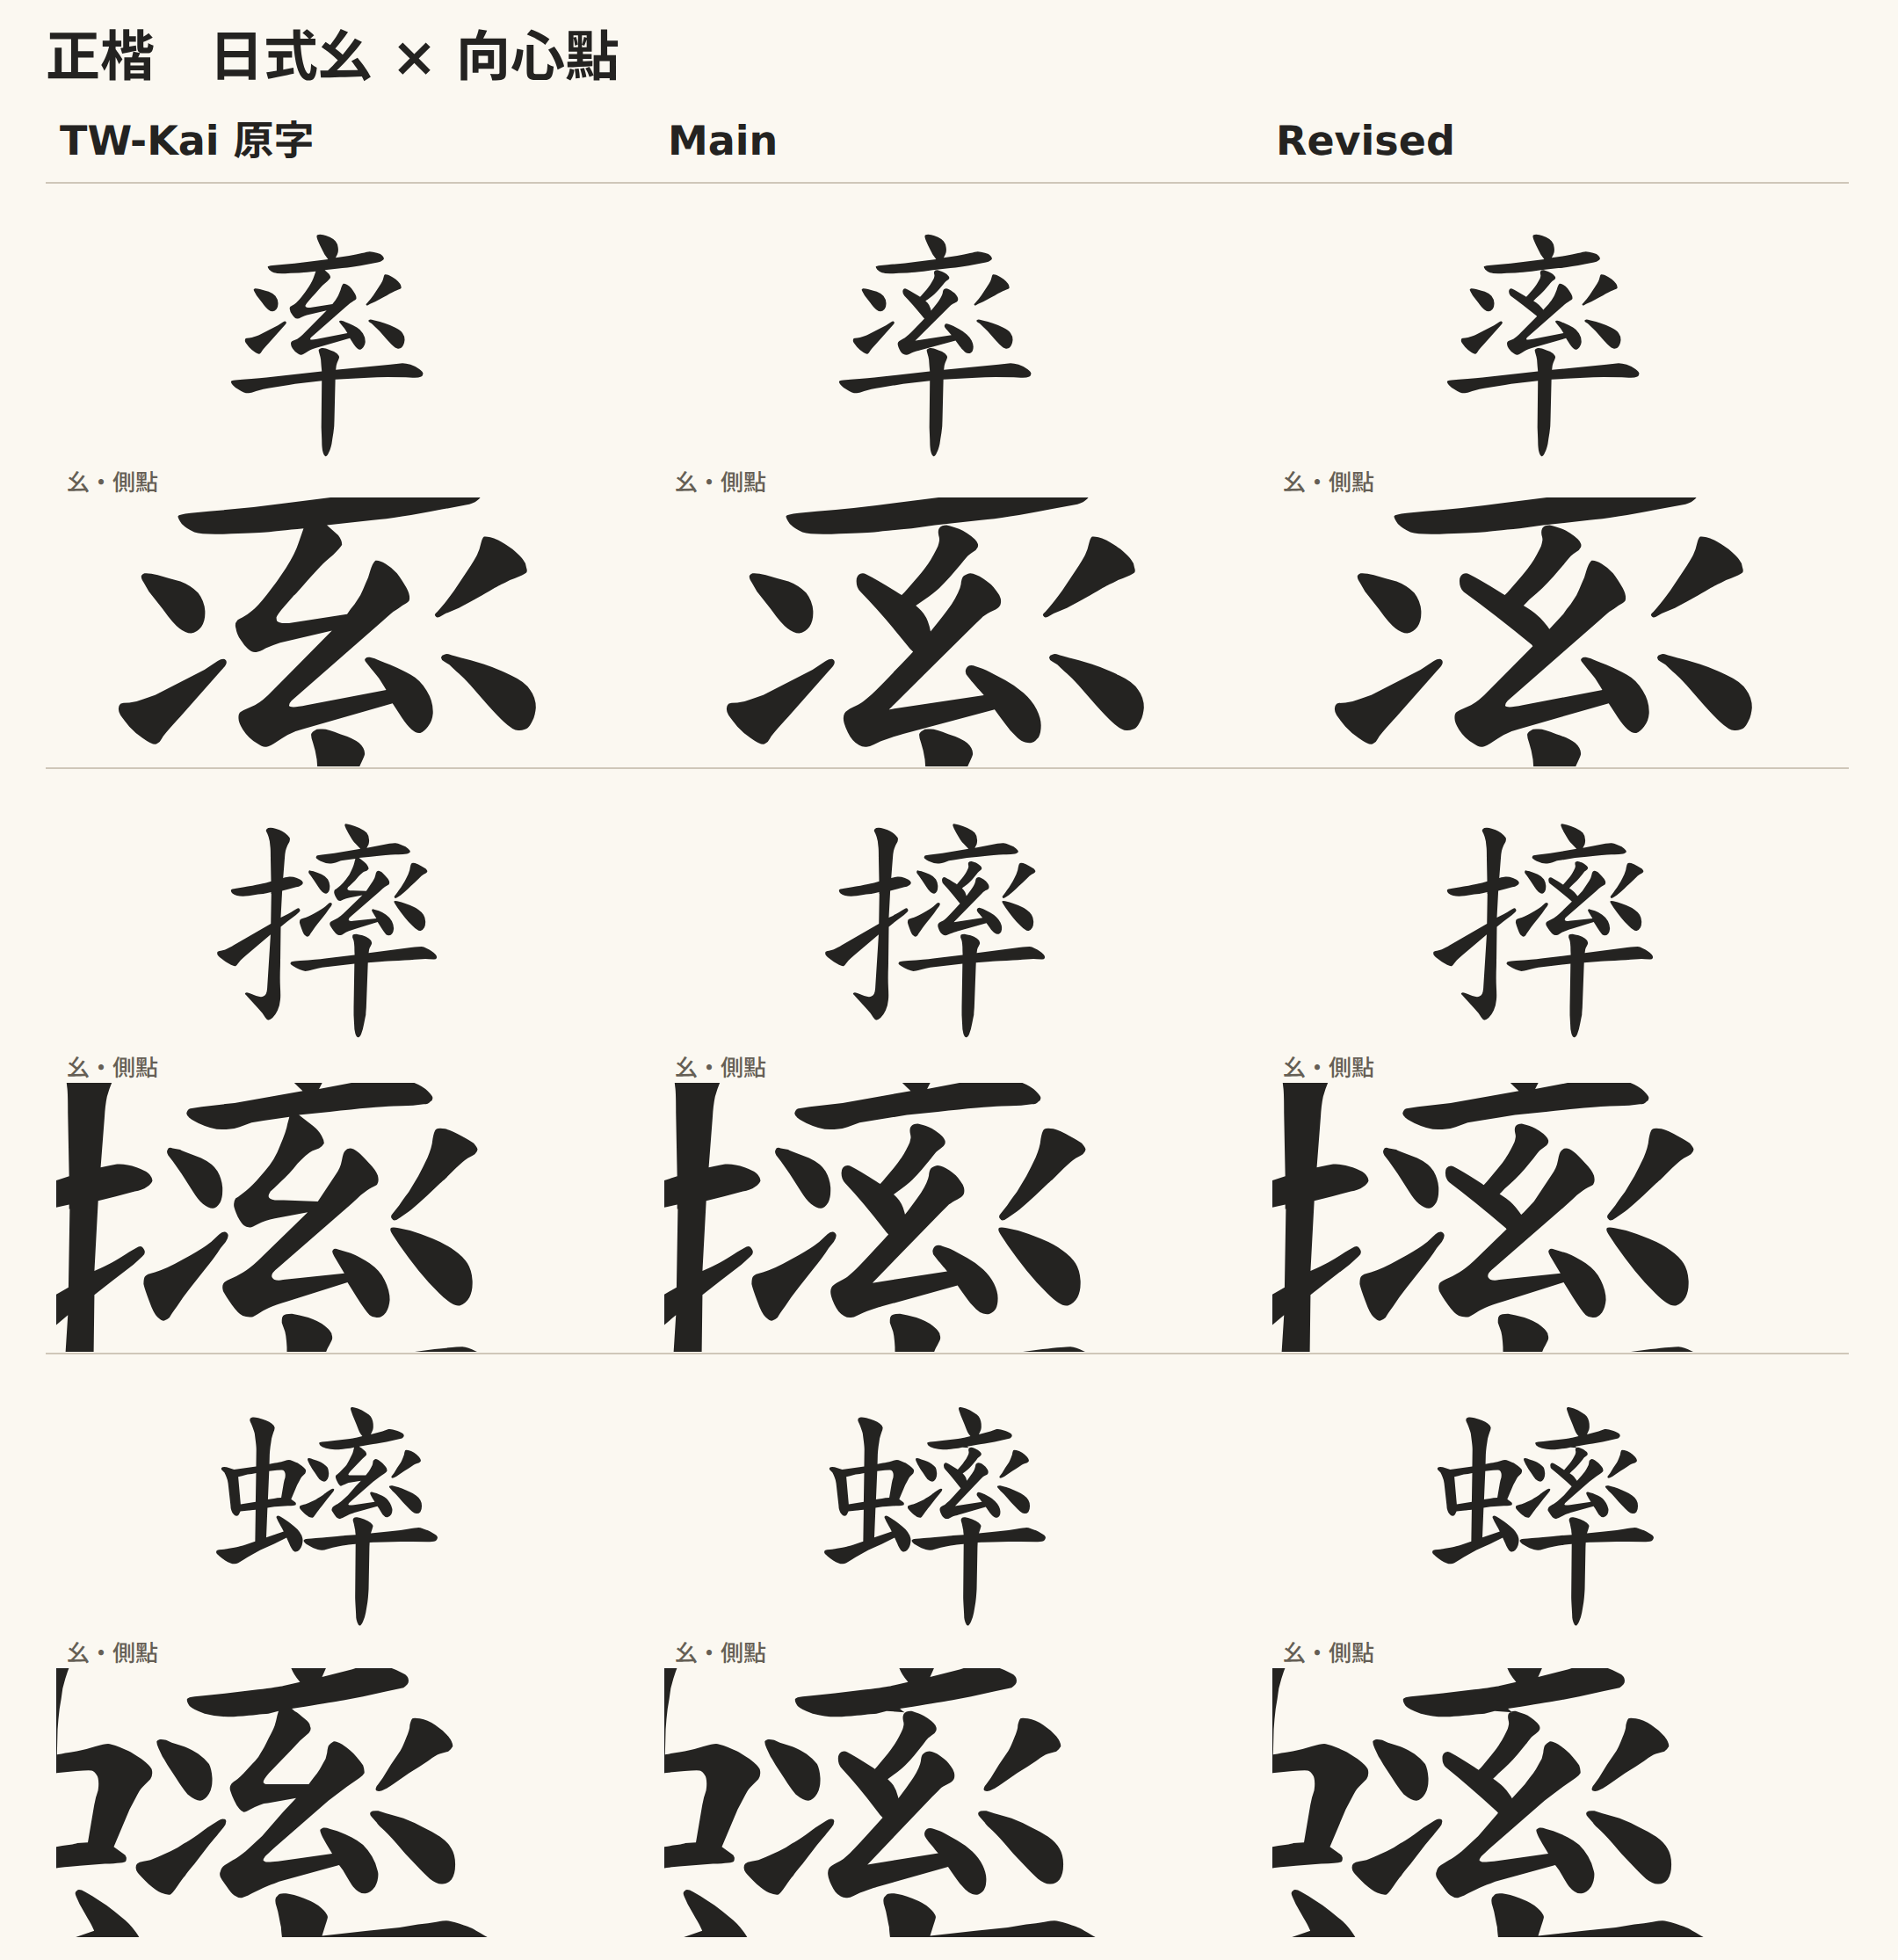 正楷　日式幺 × 向心點
TW-Kai 原字 Main Revised
率 率 率
幺・側點 幺・側點 幺・側點
摔 摔 摔
幺・側點 幺・側點 幺・側點
蟀 蟀 蟀
幺・側點 幺・側點 幺・側點